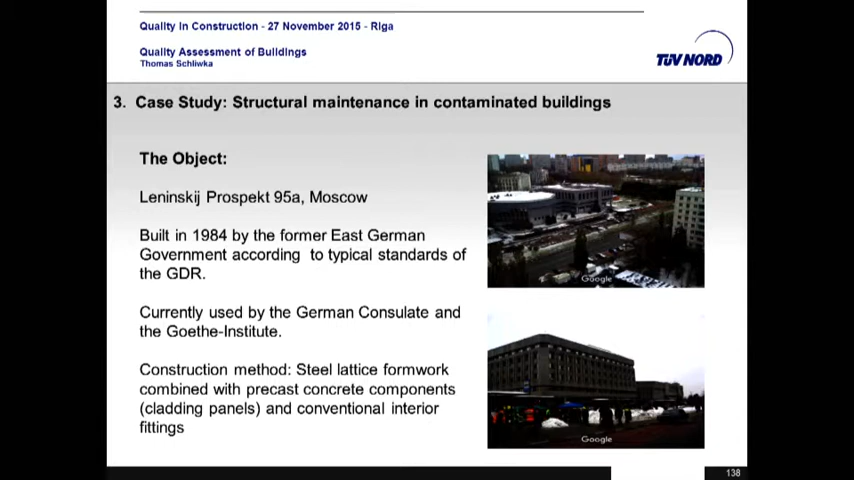 Quality in Construction - 27 November 2015 - Riga
Quality Assessment of Buildings
Thomas Schliwka
TÜV NORD
3. Case Study: Structural maintenance in contaminated buildings
The Object:
Leninskij Prospekt 95a, Moscow
Built in 1984 by the former East German
Government according to typical standards of
the GDR.
Currently used by the German Consulate and
the Goethe-Institute.
Construction method: Steel lattice formwork
combined with precast concrete components
(cladding panels) and conventional interior
fittings
Google
Google
138